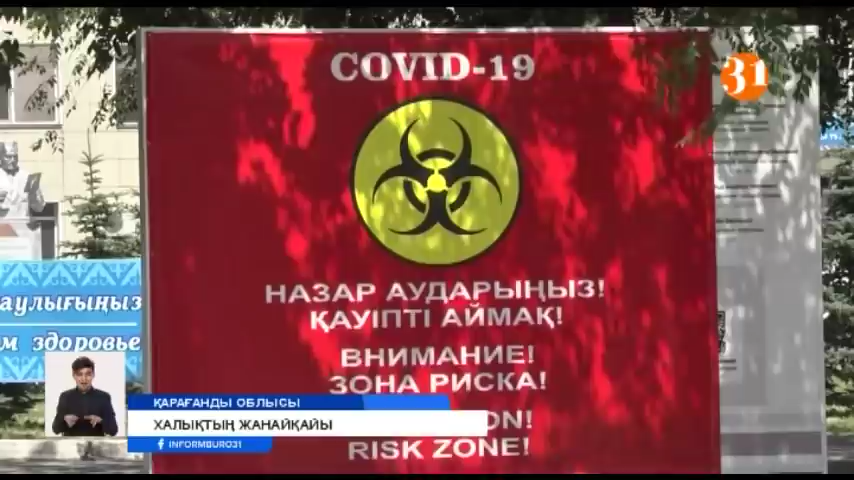 COVID-19
31
НАЗАР АУДАРЫҢЫЗ!
ҚАУІПТІ АЙМАҚ!
ВНИМАНИЕ!
ЗОНА РИСКА!
RISK ZONE!
аулығыңыз
м здоровье
ҚАРАҒАНДЫ ОБЛЫСЫ
ХАЛЫҚТЫҢ ЖАНАЙҚАЙЫ
INFORMBURO31